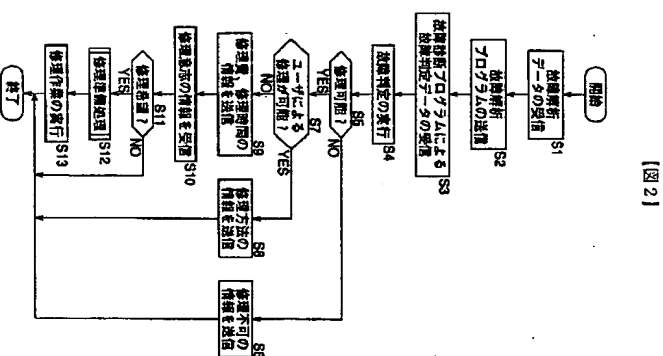 【図2】
開始
故障解析
データの受信
S1
故障解析
プログラムの送信
S2
故障診断プログラムによる
故障判定データの受信
S3
故障判定の実行
S4
修理可能?
S5
YES
NO
ユーザによる
修理が可能?
S7
NO
YES
修理不可の
情報を送信
修理方法の
情報を送信
S8
修理費、修理時間の
情報を送信
S9
修理意志の情報を受信
S10
修理希望?
S11
YES
NO
修理準備処理
S12
修理作業の実行
S13
終了